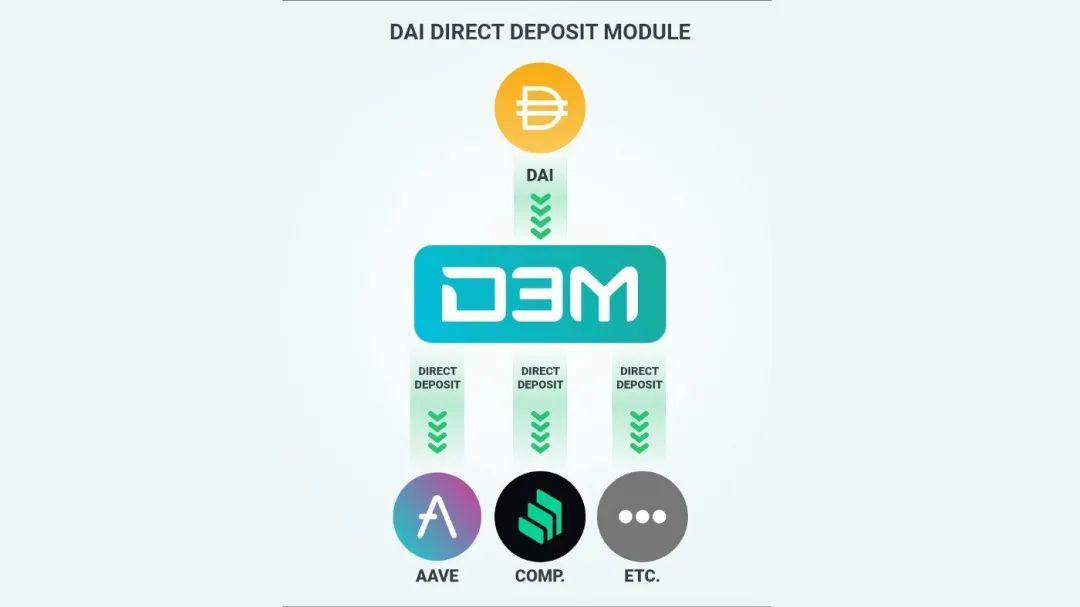 DAI DIRECT DEPOSIT MODULE
DAI
D3M
DIRECT DEPOSIT
DIRECT DEPOSIT
DIRECT DEPOSIT
AAVE
COMP.
ETC.